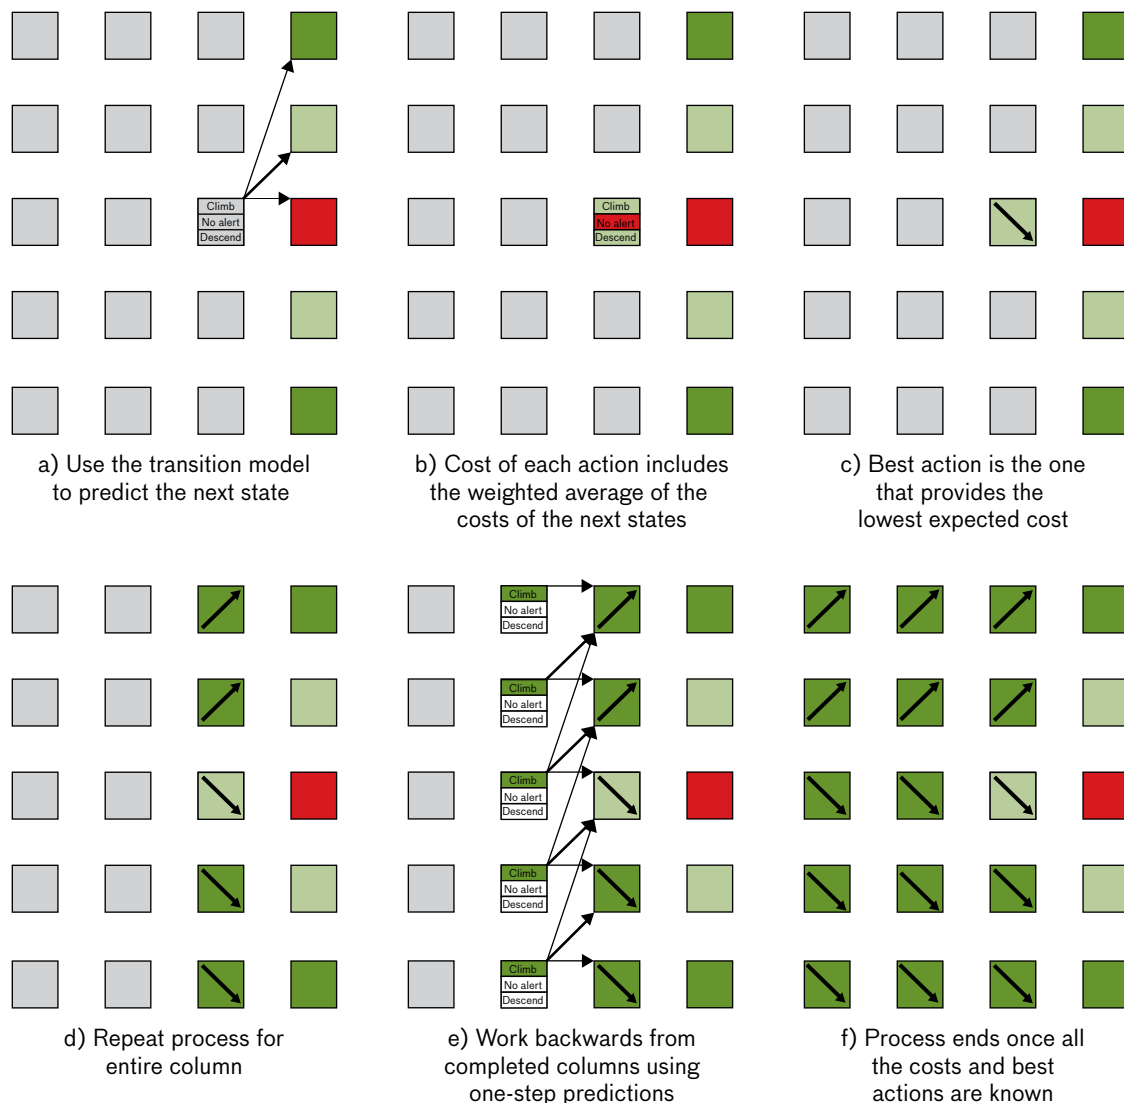 Climb
No alert
Descend
Climb
No alert
Descend
a) Use the transition model
to predict the next state
b) Cost of each action includes
the weighted average of the
costs of the next states
c) Best action is the one
that provides the
lowest expected cost
Climb
No alert
Descend
Climb
No alert
Descend
Climb
No alert
Descend
Climb
No alert
Descend
Climb
No alert
Descend
d) Repeat process for
entire column
e) Work backwards from
completed columns using
one-step predictions
f) Process ends once all
the costs and best
actions are known